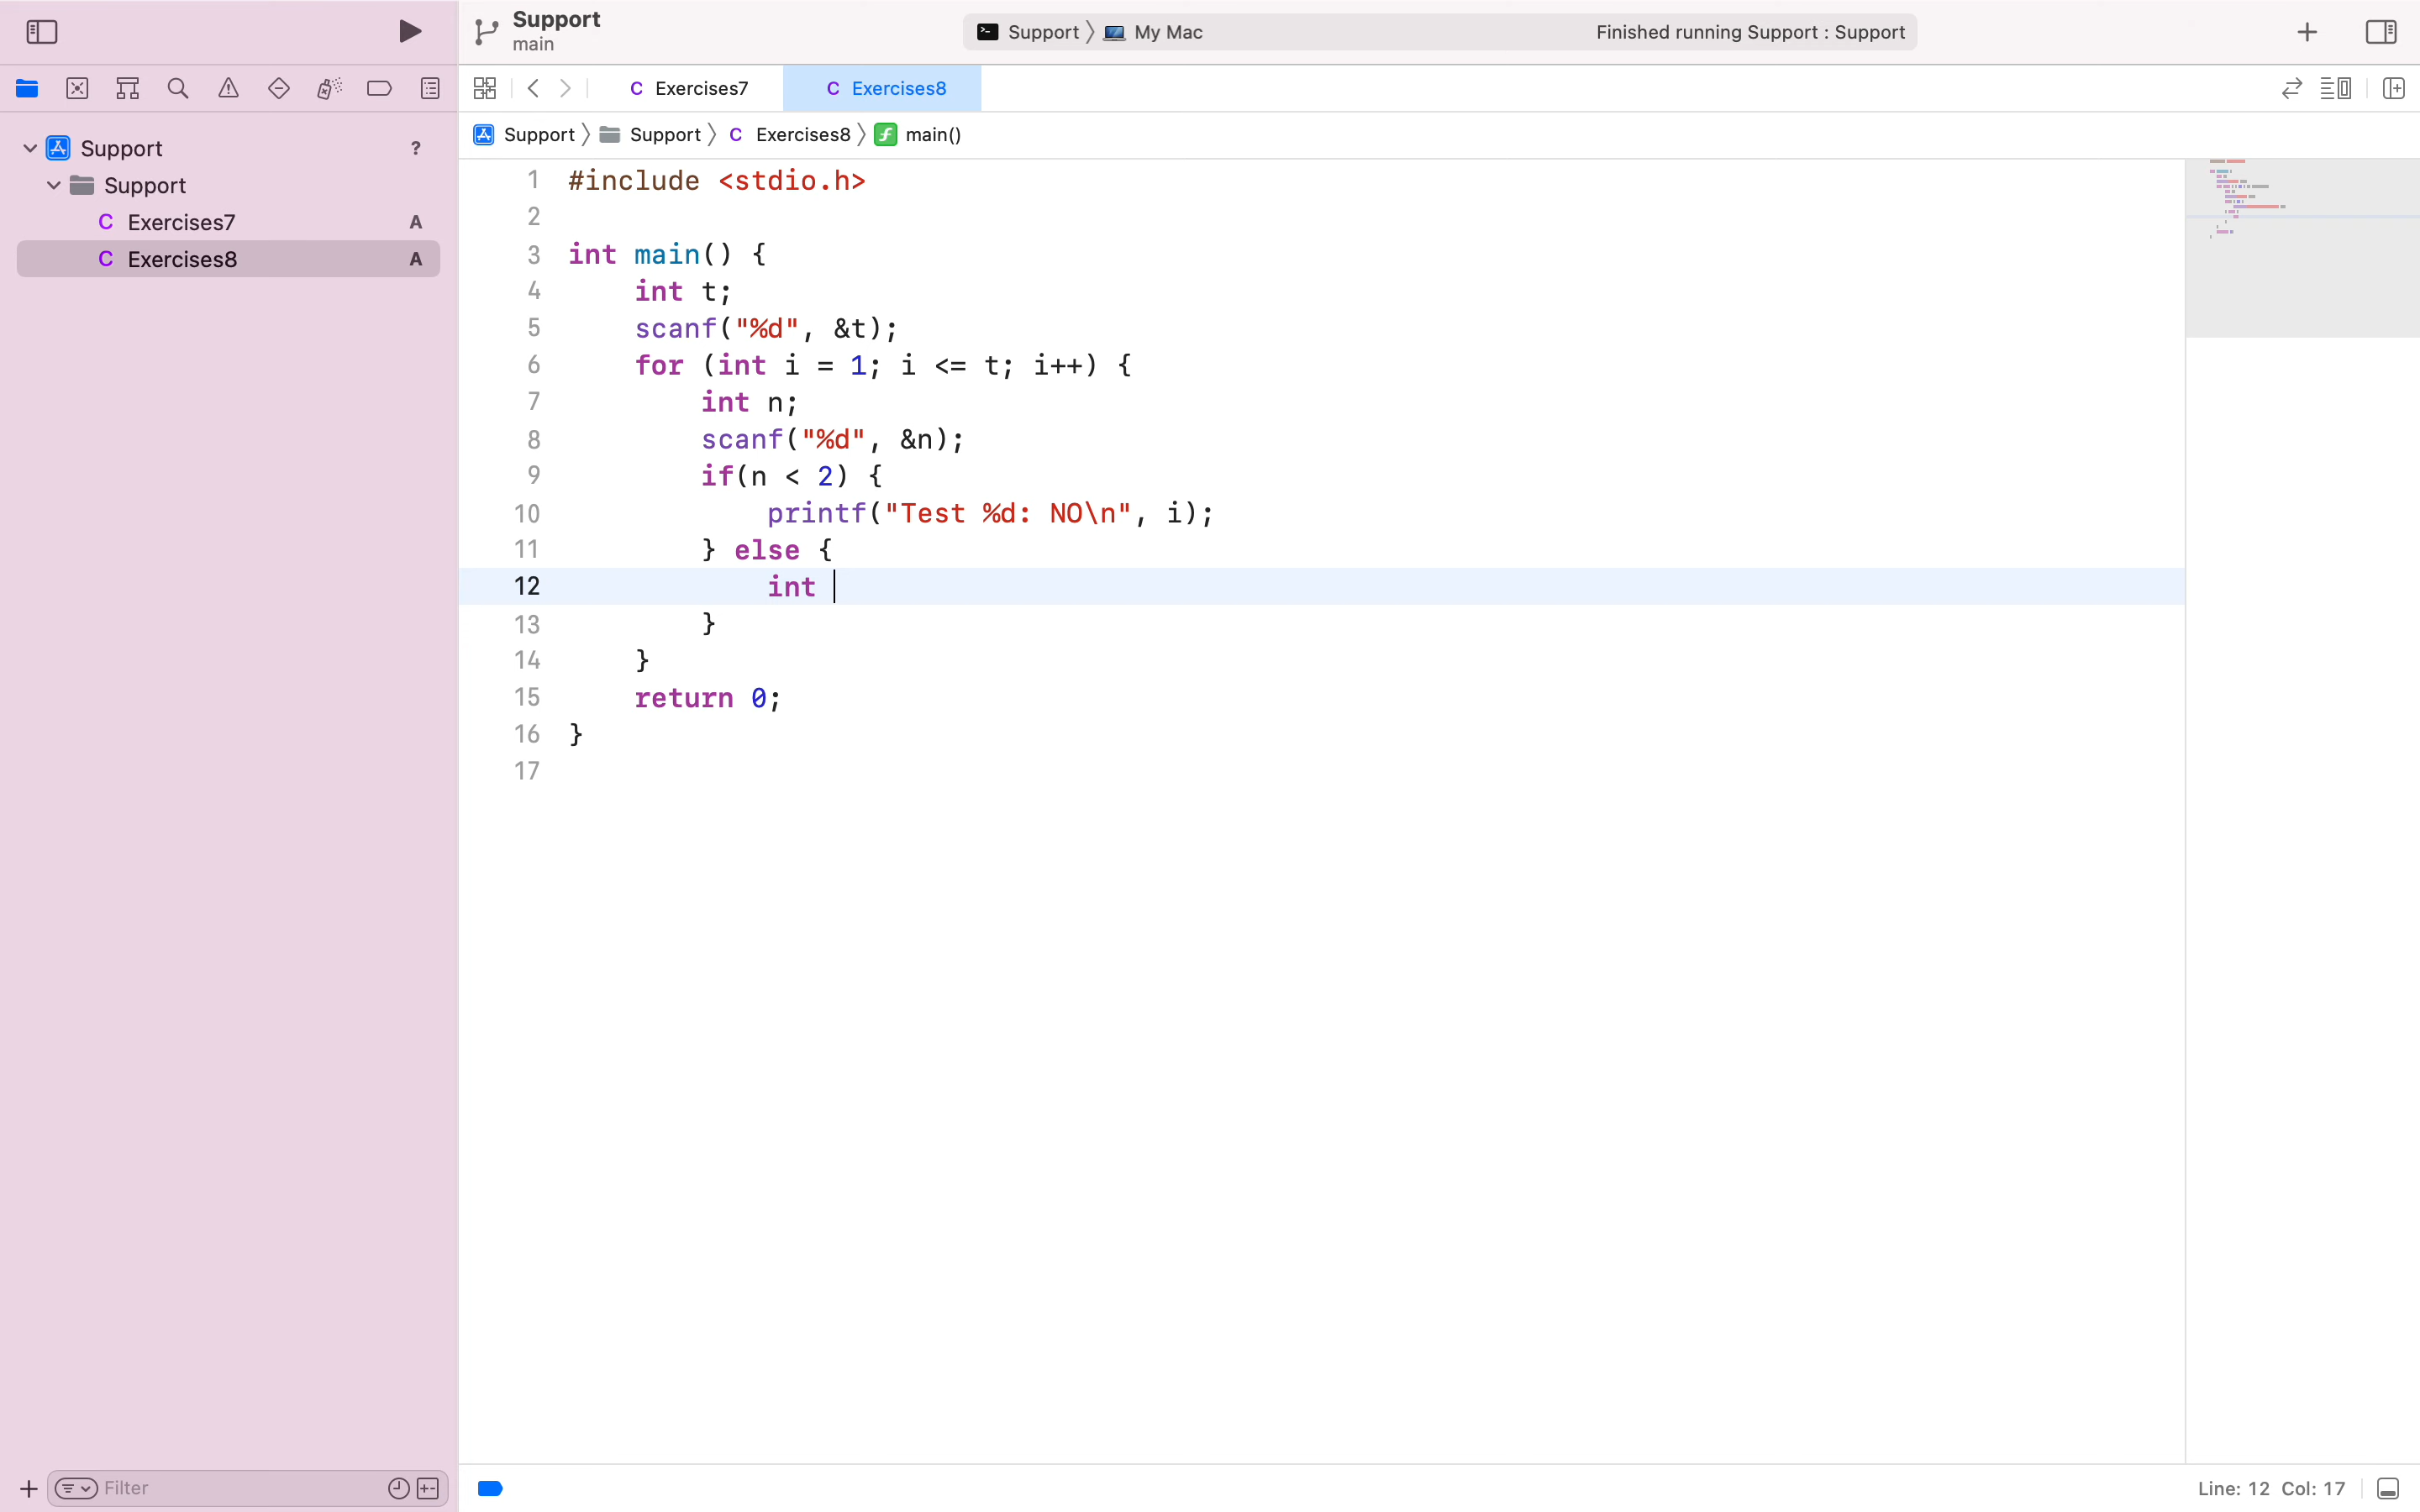 Support
main
Support
My Mac
Finished running Support : Support
C Exercises7
C Exercises8
Support
?
Support
C Exercises7
A
C Exercises8
A
Support
Support
C Exercises8
f main()
1 #include <stdio.h>
2
3 int main() {
4 int t;
5 scanf("%d", &t);
6 for (int i = 1; i <= t; i++) {
7 int n;
8 scanf("%d", &n);
9 if(n < 2) {
10 printf("Test %d: NO\n", i);
11 } else {
12 int
13 }
14 }
15 return 0;
16 }
17
Filter
Line: 12 Col: 17